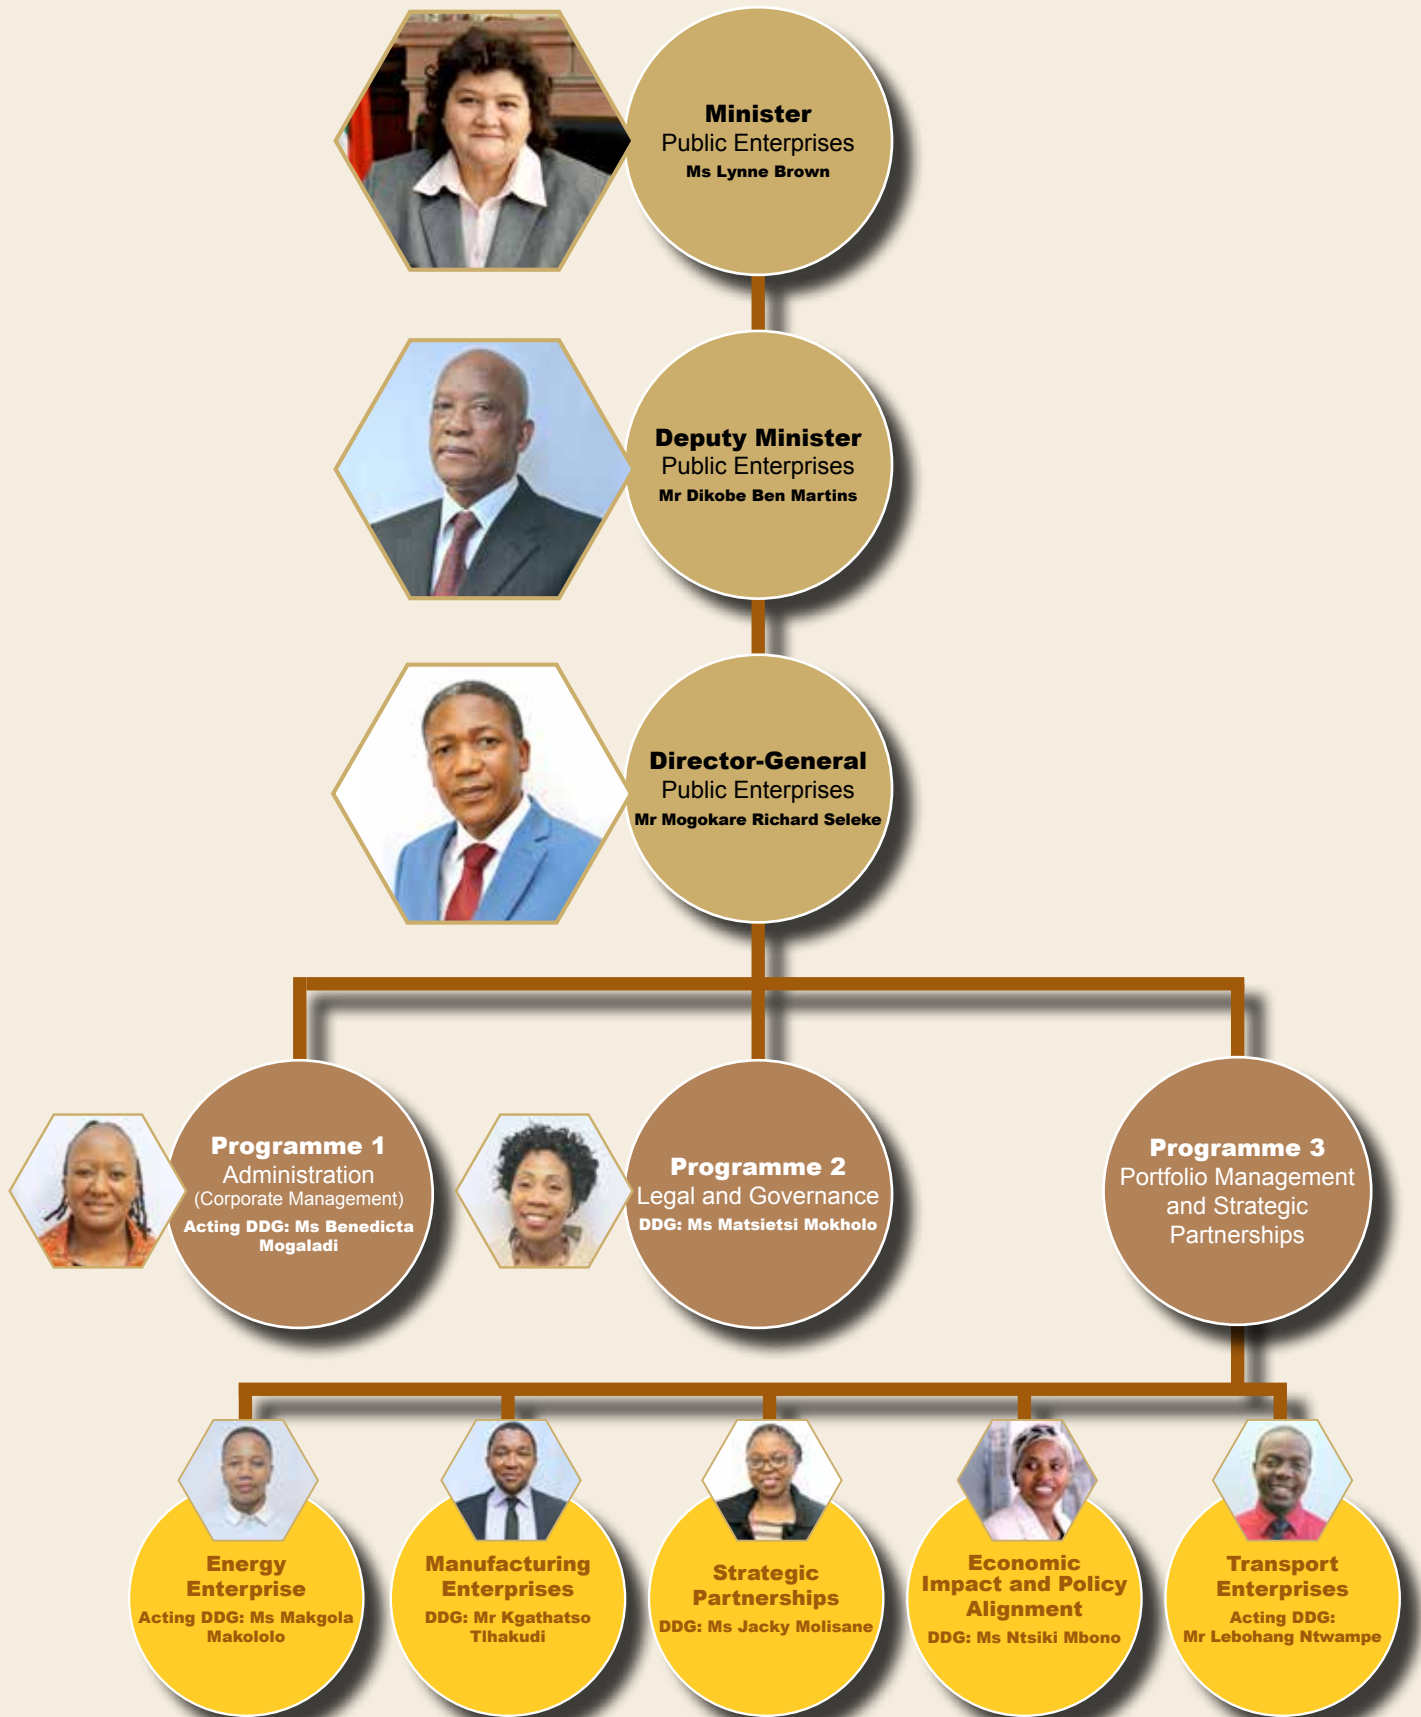 Minister
Public Enterprises
Ms Lynne Brown
Deputy Minister
Public Enterprises
Mr Dikobe Ben Martins
Director-General
Public Enterprises
Mr Mogokare Richard Seleke
Programme 1
Administration
(Corporate Management)
Acting DDG: Ms Benedicta
Mogaladi
Programme 2
Legal and Governance
DDG: Ms Matsietsi Mokholo
Programme 3
Portfolio Management
and Strategic
Partnerships
Energy
Enterprise
Acting DDG: Ms Makgola
Makololo
Manufacturing
Enterprises
DDG: Mr Kgathatso
Tlhakudi
Strategic
Partnerships
DDG: Ms Jacky Molisane
Economic
Impact and Policy
Alignment
DDG: Ms Ntsiki Mbono
Transport
Enterprises
Acting DDG:
Mr Lebohang Ntwampe